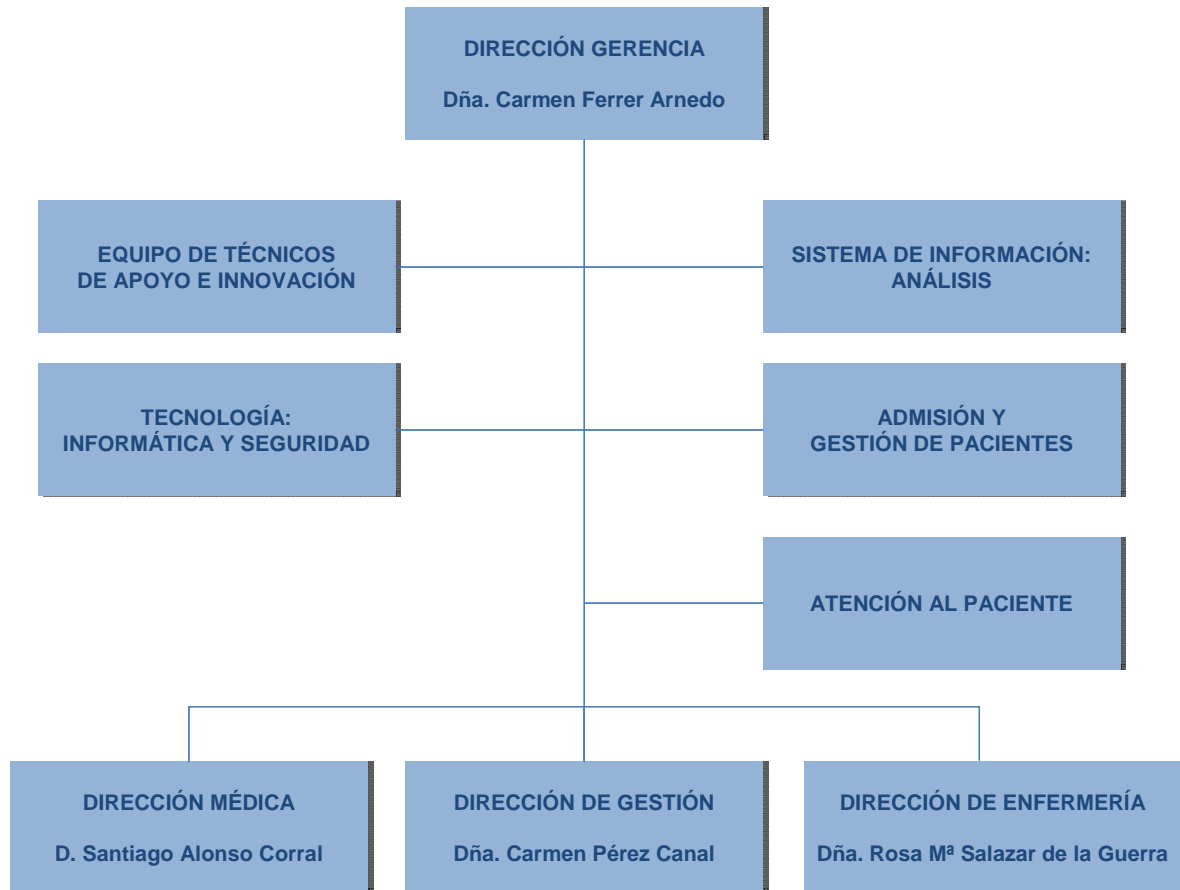 DIRECCIÓN GERENCIA
Dña. Carmen Ferrer Arnedo
EQUIPO DE TÉCNICOS
DE APOYO E INNOVACIÓN
SISTEMA DE INFORMACIÓN:
ANÁLISIS
TECNOLOGÍA:
INFORMÁTICA Y SEGURIDAD
ADMISIÓN Y
GESTIÓN DE PACIENTES
ATENCIÓN AL PACIENTE
DIRECCIÓN MÉDICA
D. Santiago Alonso Corral
DIRECCIÓN DE GESTIÓN
Dña. Carmen Pérez Canal
DIRECCIÓN DE ENFERMERÍA
Dña. Rosa Mª Salazar de la Guerra